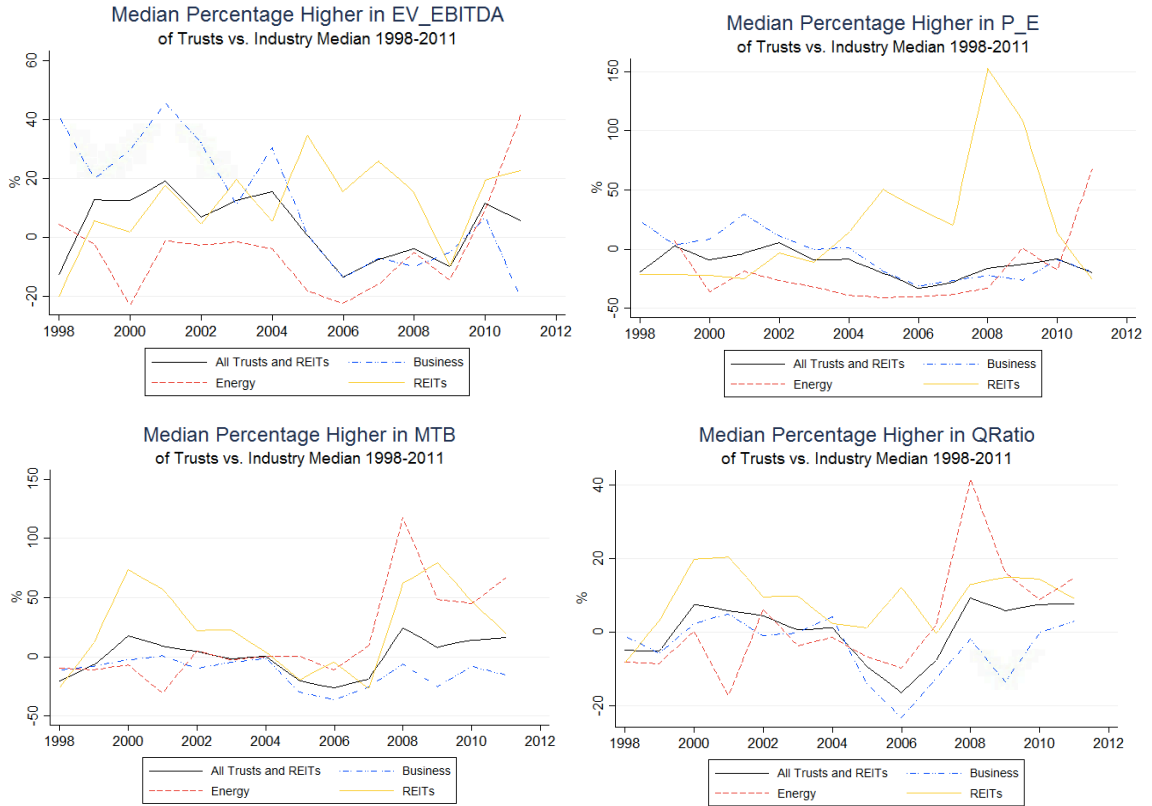 Median Percentage Higher in EV_EBITDA
of Trusts vs. Industry Median 1998-2011
60
40
20
0
-20
%
1998 2000 2002 2004 2006 2008 2010 2012
All Trusts and REITs Business
Energy REITs
Median Percentage Higher in P_E
of Trusts vs. Industry Median 1998-2011
150
100
50
0
-50
%
1998 2000 2002 2004 2006 2008 2010 2012
All Trusts and REITs Business
Energy REITs
Median Percentage Higher in MTB
of Trusts vs. Industry Median 1998-2011
150
100
50
0
-50
%
1998 2000 2002 2004 2006 2008 2010 2012
All Trusts and REITs Business
Energy REITs
Median Percentage Higher in QRatio
of Trusts vs. Industry Median 1998-2011
40
20
0
-20
%
1998 2000 2002 2004 2006 2008 2010 2012
All Trusts and REITs Business
Energy REITs